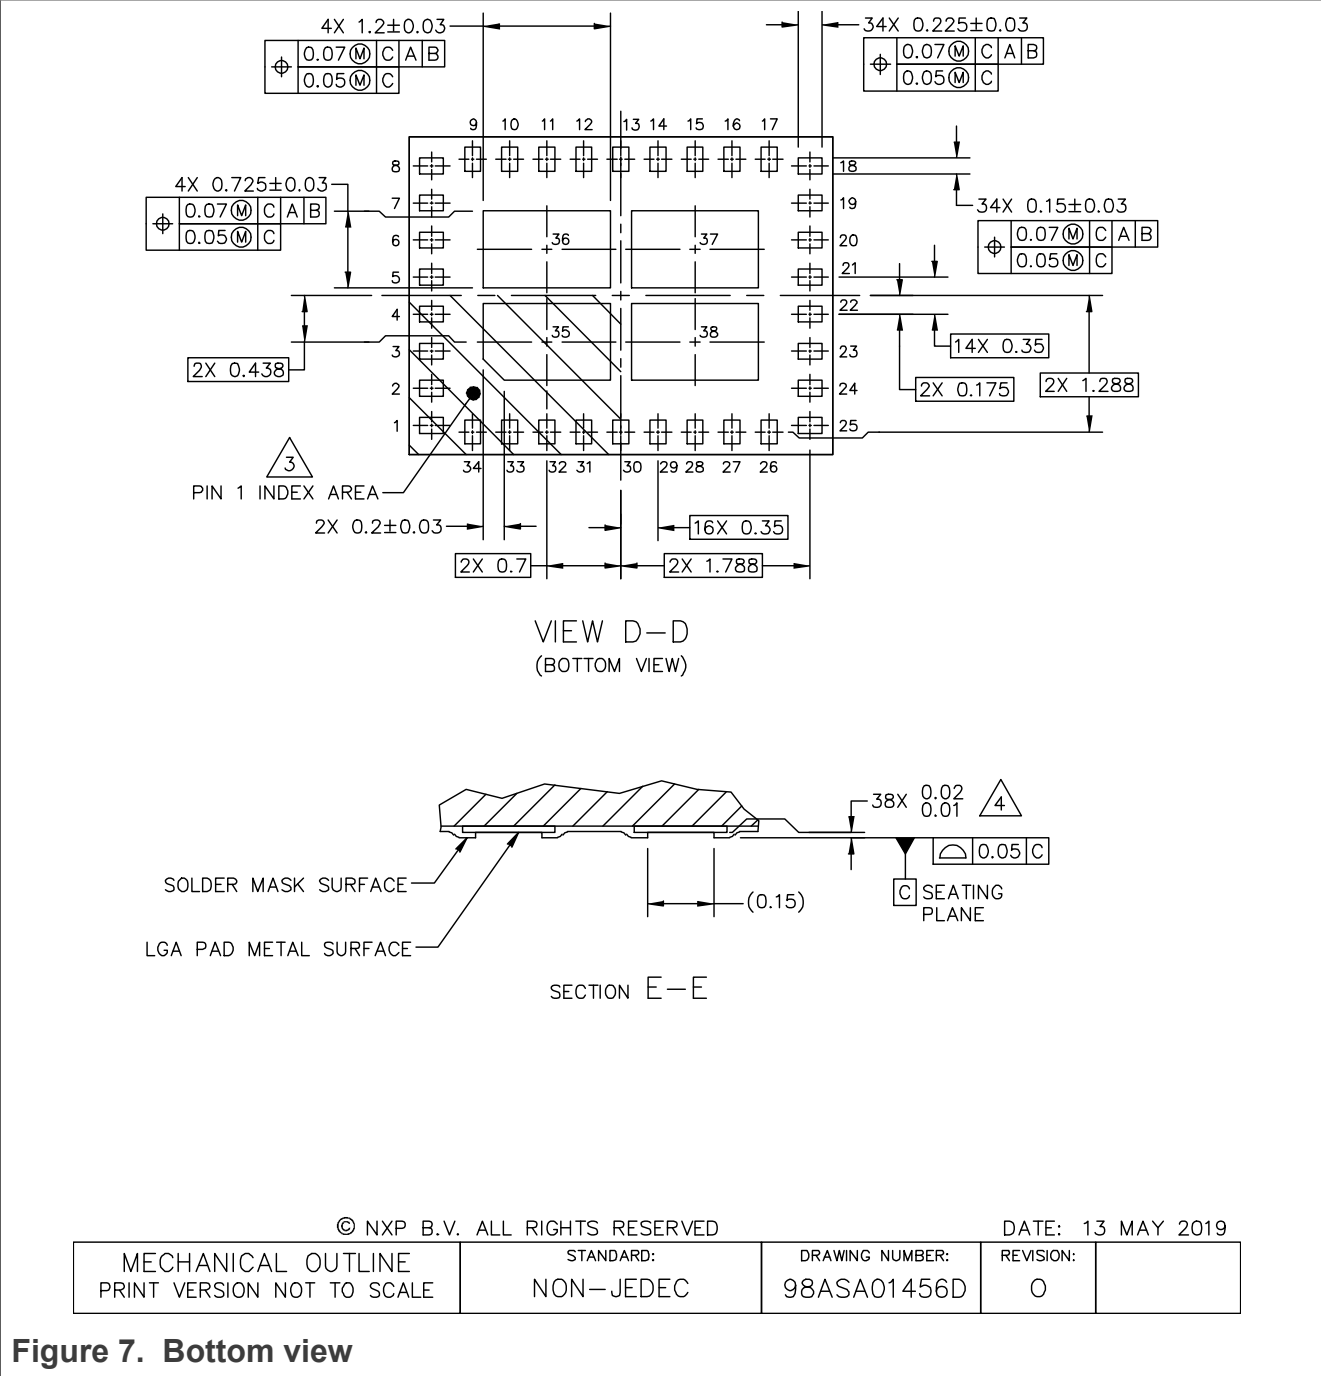 4X 1.2±0.03
0.07Ⓜ C A B
0.05Ⓜ C
34X 0.225±0.03
0.07Ⓜ C A B
0.05Ⓜ C
9 10 11 12 13 14 15 16 17
8 18
4X 0.725±0.03
0.07Ⓜ C A B
0.05Ⓜ C
7 19
34X 0.15±0.03
0.07Ⓜ C A B
0.05Ⓜ C
6 36 37 20
5 21
4 22
35 38
3 23
14X 0.35
2X 0.438
2 24
2X 0.175
2X 1.288
1 25
34 33 32 31 30 29 28 27 26
3
PIN 1 INDEX AREA
2X 0.2±0.03
16X 0.35
2X 0.7
2X 1.788
VIEW D–D
(BOTTOM VIEW)
38X 0.02
0.01
4
0.05 C
SOLDER MASK SURFACE
(0.15)
C SEATING
PLANE
LGA PAD METAL SURFACE
SECTION E–E
© NXP B.V. ALL RIGHTS RESERVED
DATE: 13 MAY 2019
MECHANICAL OUTLINE
PRINT VERSION NOT TO SCALE
STANDARD:
NON–JEDEC
DRAWING NUMBER:
98ASA01456D
REVISION:
O
Figure 7. Bottom view